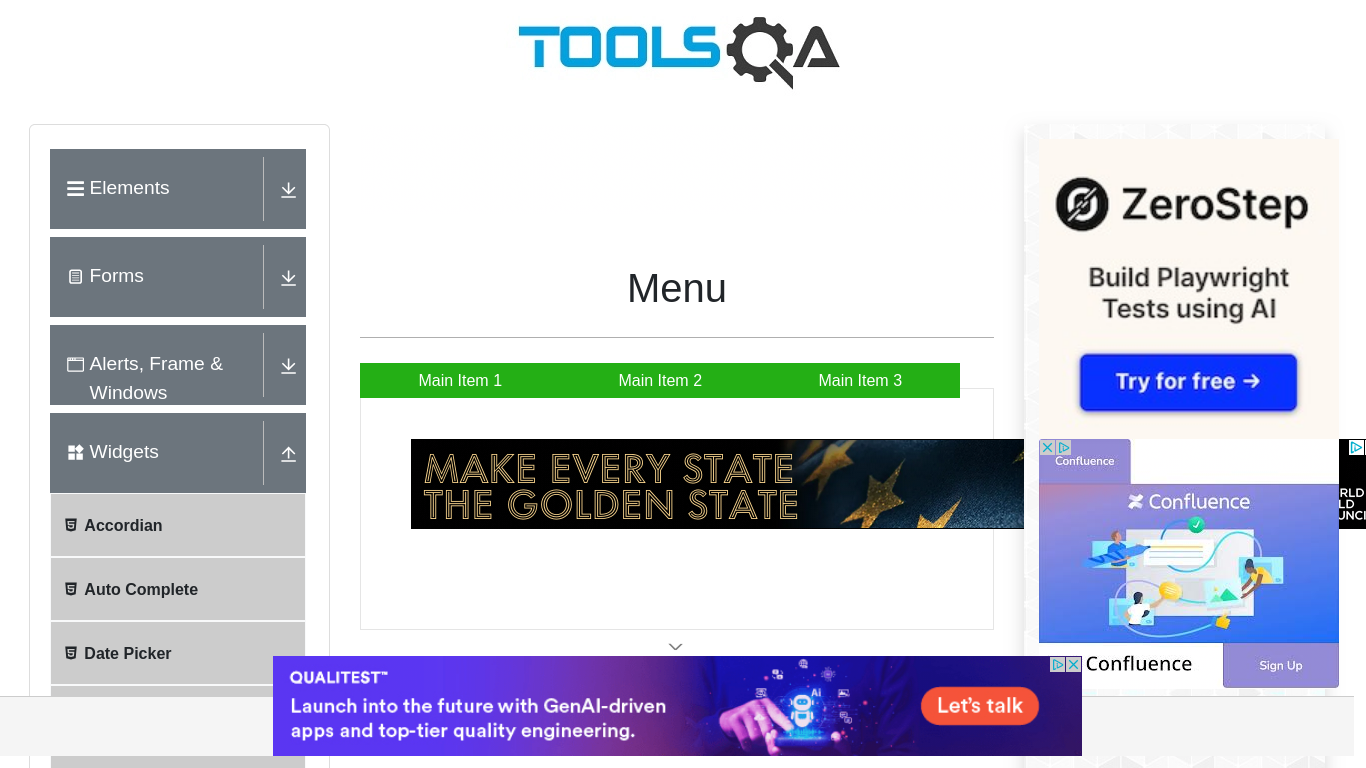 TOOLSQA
Elements
Forms
Alerts, Frame &
Windows
Widgets
Accordian
Auto Complete
Date Picker
Menu
Main Item 1
Main Item 2
Main Item 3
MAKE EVERY STATE
THE GOLDEN STATE
ZeroStep
Build Playwright
Tests using AI
Try for free →
Confluence
Confluence
Confluence
Sign Up
QUALITEST™
Launch into the future with GenAI-driven
apps and top-tier quality engineering.
Ai
Let's talk